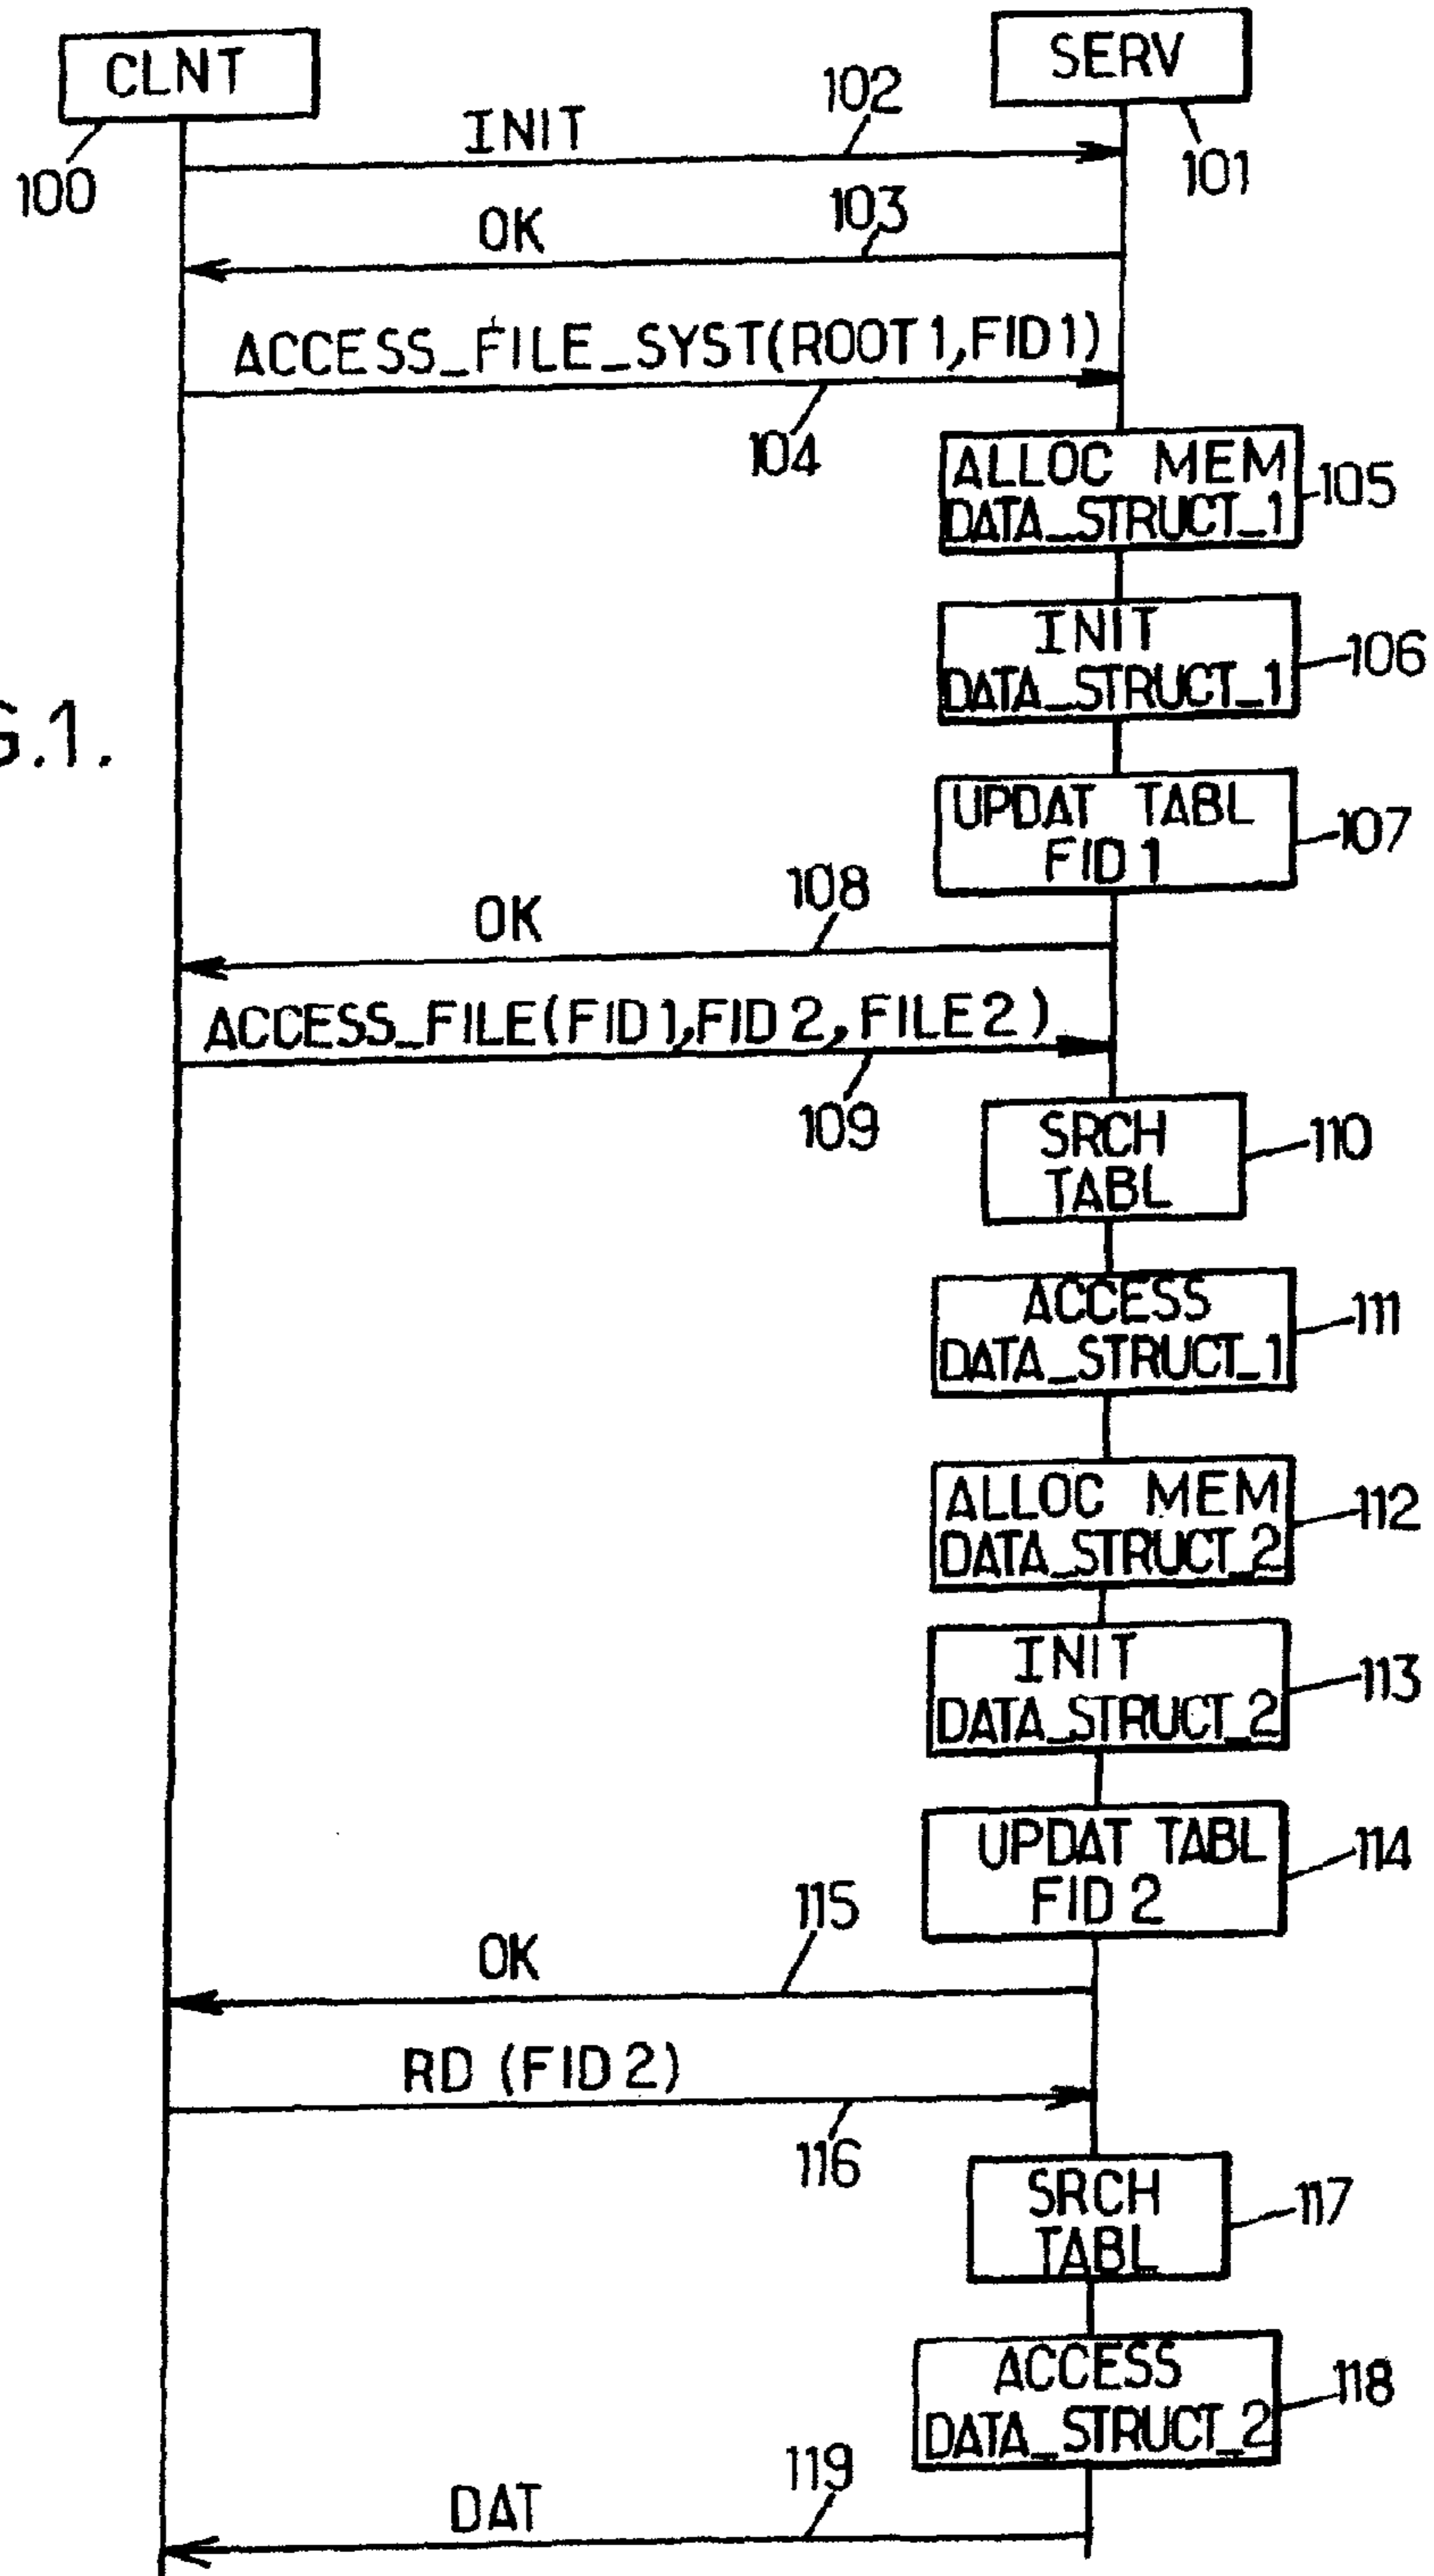 CLNT
SERV
100
101
INIT
102
OK
103
ACCESS_FILE_SYST(ROOT1,FID1)
104
ALLOC MEM
DATA_STRUCT_1
105
INIT
DATA_STRUCT_1
106
G.1.
UPDAT TABL
FID1
107
OK
108
ACCESS_FILE(FID1,FID2,FILE2)
109
SRCH
TABL
110
ACCESS
DATA_STRUCT_1
111
ALLOC MEM
DATA_STRUCT_2
112
INIT
DATA_STRUCT_2
113
UPDAT TABL
FID2
114
OK
115
RD (FID2)
116
SRCH
TABL
117
ACCESS
DATA_STRUCT_2
118
DAT
119